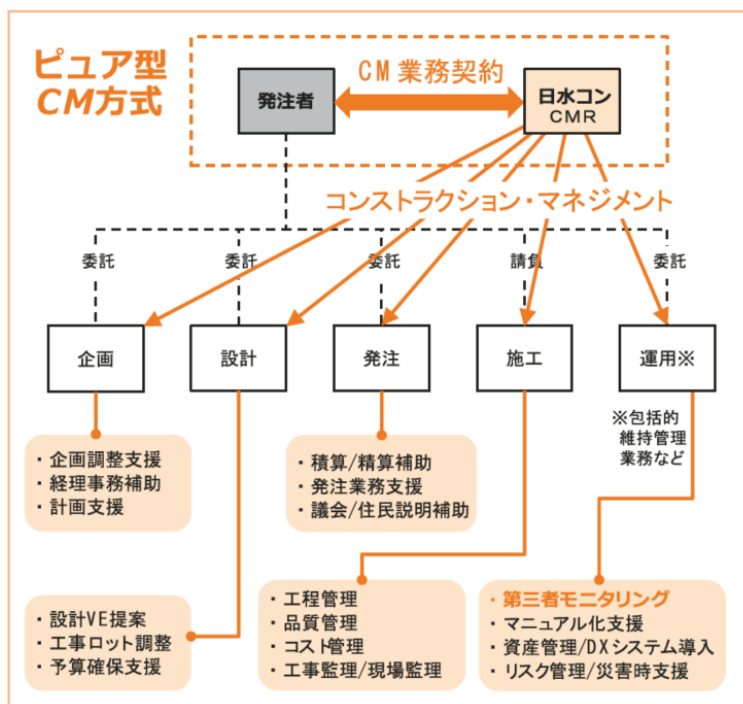 ピュア型
CM方式
発注者
CM業務契約
日水コン
CMR
コンストラクション・マネジメント
委託
委託
委託
請負
委託
企画
設計
発注
施工
運用※
※包括的
維持管理
業務など
・企画調整支援
・経理事務補助
・計画支援
・積算/精算補助
・発注業務支援
・議会/住民説明補助
・設計VE提案
・工事ロット調整
・予算確保支援
・工程管理
・品質管理
・コスト管理
・工事監理/現場監理
・第三者モニタリング
・マニュアル化支援
・資産管理/DXシステム導入
・リスク管理/災害時支援